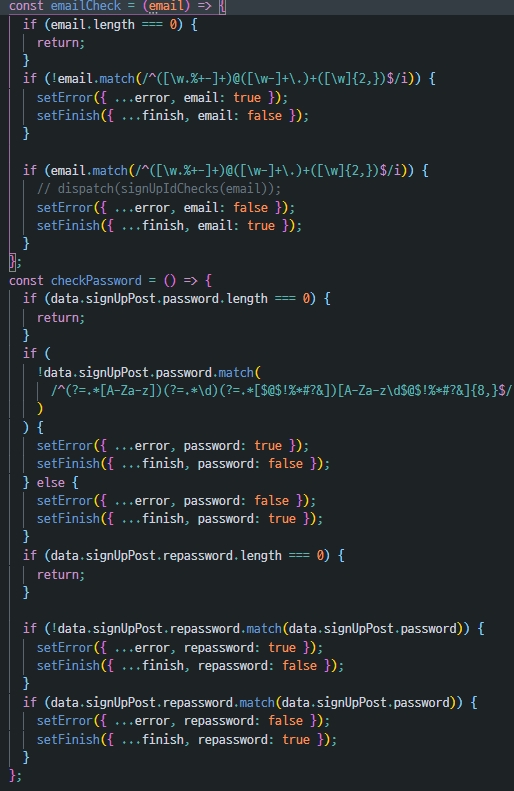 const emailCheck = (email) => {
  if (email.length === 0) {
    return;
  }
  if (!email.match(/^([\w.%+-]+)@([\w-]+\.)+([\w]{2,})$/i)) {
    setError({ ...error, email: true });
    setFinish({ ...finish, email: false });
  }

  if (email.match(/^([\w.%+-]+)@([\w-]+\.)+([\w]{2,})$/i)) {
    // dispatch(signUpIdChecks(email));
    setError({ ...error, email: false });
    setFinish({ ...finish, email: true });
  }
};
const checkPassword = () => {
  if (data.signUpPost.password.length === 0) {
    return;
  }
  if (
    !data.signUpPost.password.match(
      /^(?=.*[A-Za-z])(?=.*\d)(?=.*[$@$!%*#?&])[A-Za-z\d$@$!%*#?&]{8,}$/
    )
  ) {
    setError({ ...error, password: true });
    setFinish({ ...finish, password: false });
  } else {
    setError({ ...error, password: false });
    setFinish({ ...finish, password: true });
  }
  if (data.signUpPost.repassword.length === 0) {
    return;
  }

  if (!data.signUpPost.repassword.match(data.signUpPost.password)) {
    setError({ ...error, repassword: true });
    setFinish({ ...finish, repassword: false });
  }
  if (data.signUpPost.repassword.match(data.signUpPost.password)) {
    setError({ ...error, repassword: false });
    setFinish({ ...finish, repassword: true });
  }
};